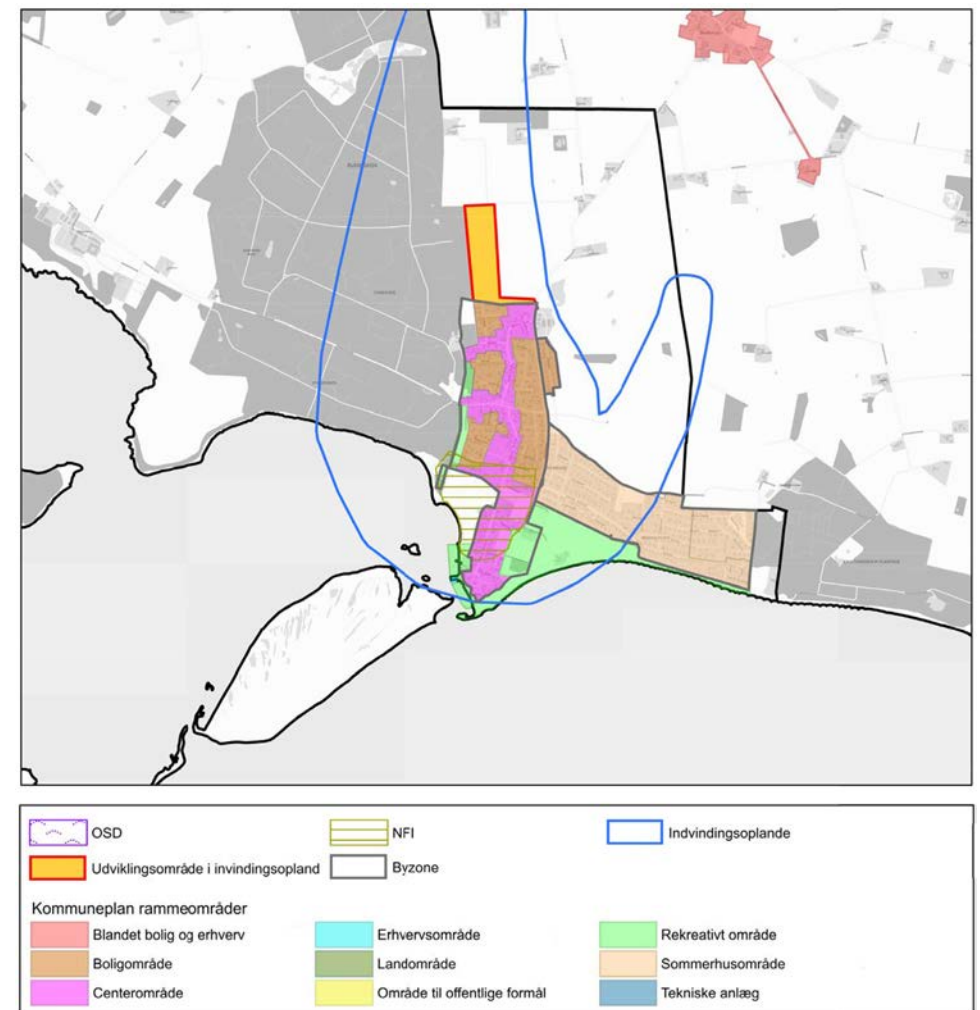 OSD
NFI
Indvindingsoplande
Udviklingsområde i invindingsopland
Byzone
Kommuneplan rammeområder
Blandet bolig og erhverv
Erhvervsområde
Rekreativt område
Boligområde
Landområde
Sommerhusområde
Centerområde
Område til offentlige formål
Tekniske anlæg